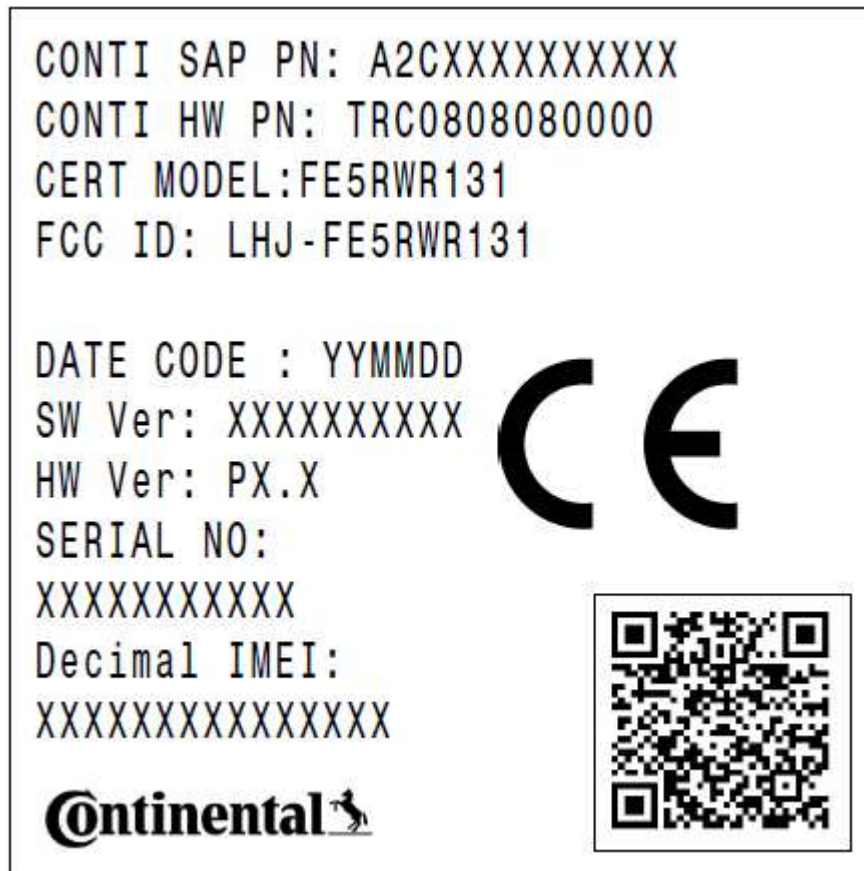 CONTI SAP PN: A2CXXXXXXXXXX
CONTI HW PN: TRC0808080000
CERT MODEL:FE5RWR131
FCC ID: LHJ-FE5RWR131
DATE CODE : YYMMDD
SW Ver: XXXXXXXXXX
HW Ver: PX.X
SERIAL NO:
XXXXXXXXXXX
Decimal IMEI:
XXXXXXXXXXXXXXX
CE
Continental